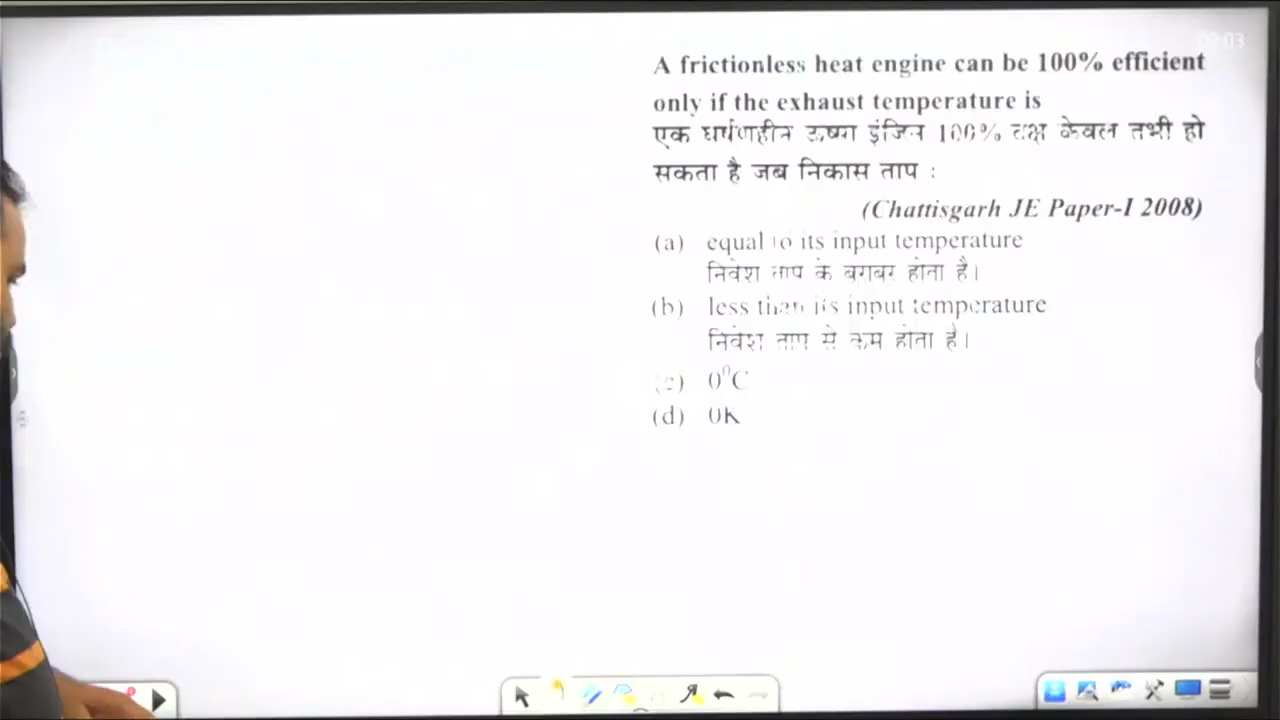 A frictionless heat engine can be 100% efficient
only if the exhaust temperature is
एक घर्षणहीन ऊष्मा इंजिन 100% दक्ष केवल तभी हो
सकता है जब निकास ताप :
(Chattisgarh JE Paper-I 2008)
(a) equal to its input temperature
निवेश ताप के बराबर होता है।
(b) less than its input temperature
निवेश ताप से कम होता है।
(c) 0⁰C
(d) 0K